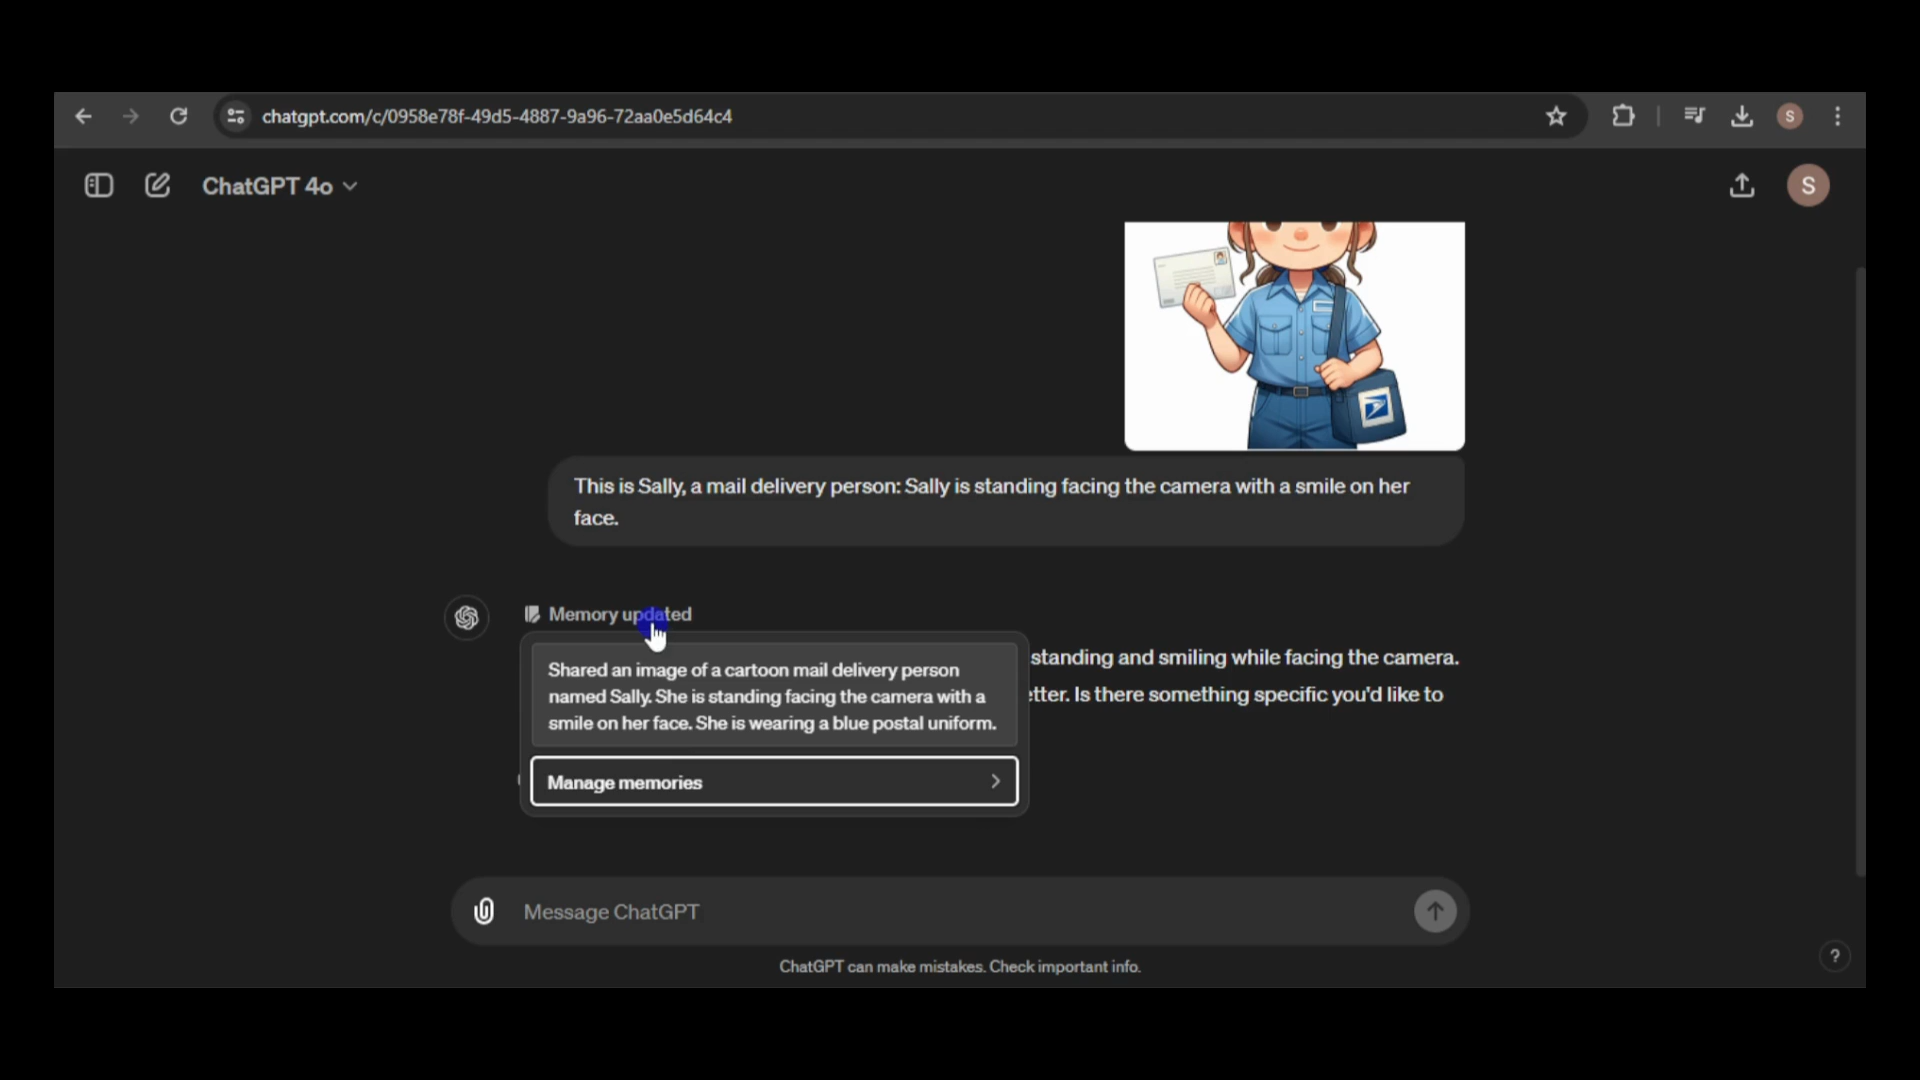 chatgpt.com/c/0958e78f-49d5-4887-9a96-72aa0e5d64c4
S
ChatGPT 4o
S
This is Sally, a mail delivery person: Sally is standing facing the camera with a smile on her
face.
Memory updated
standing and smiling while facing the camera.
Shared an image of a cartoon mail delivery person
named Sally. She is standing facing the camera with a
smile on her face. She is wearing a blue postal uniform.
Is there something specific you'd like to
Manage memories
Message ChatGPT
ChatGPT can make mistakes. Check important info.
?